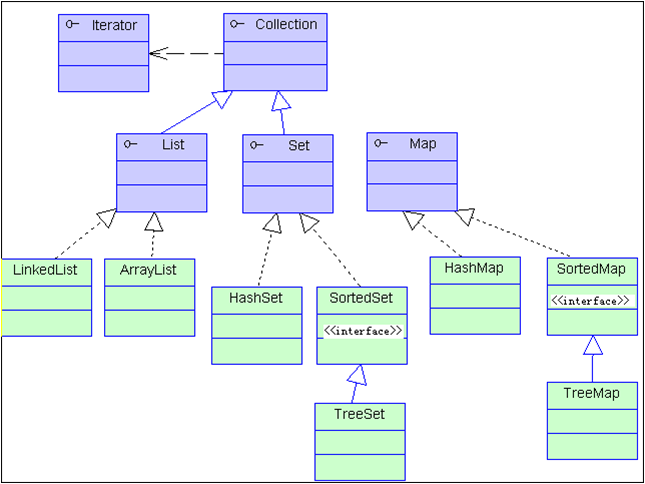 Iterator
Collection
List
Set
Map
LinkedList
ArrayList
HashSet
SortedSet
<<interface>>
HashMap
SortedMap
<<interface>>
TreeSet
TreeMap